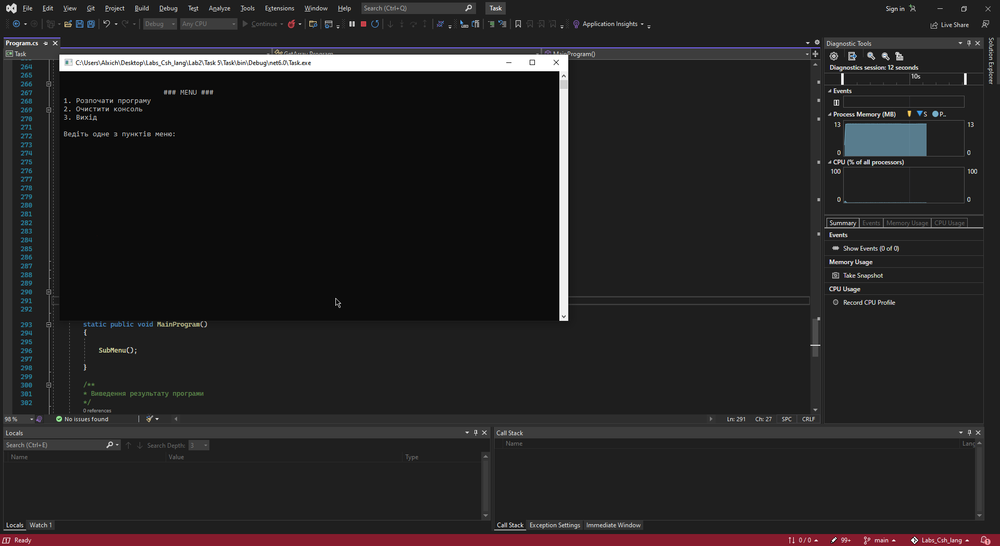 File Edit View Git Project Build Debug Test Analyze Tools Extensions Window Help Search (Ctrl+Q) Task Sign in
Debug Any CPU Continue Application Insights Live Share
Program.cs
Task GetArray.Program MainProgram()
C:\Users\Alxich\Desktop\Labs_Csh_lang\Lab2\Task 5\Task\bin\Debug\net6.0\Task.exe
### MENU ###
1. Розпочати програму
2. Очистити консоль
3. Вихід
Ведіть одне з пунктів меню:
264
265
266
267
268
269
270
271
272
273
274
275
276
277
278
279
280
281
282
283
284
285
286
287
288
289
290
291
292
293 static public void MainProgram()
294 {
295
296 SubMenu();
297
298 }
299
300 /**
301 * Виведення результату програми
302 */
0 references
98 % No issues found Ln: 291 Ch: 27 SPC CRLF
Diagnostic Tools
Diagnostics session: 12 seconds
10s
Events
Process Memory (MB) S P..
13 13
0 0
CPU (% of all processors)
100 100
0 0
Summary Events Memory Usage CPU Usage
Events
Show Events (0 of 0)
Memory Usage
Take Snapshot
CPU Usage
Record CPU Profile
Solution Explorer
Locals
Search (Ctrl+E) Search Depth: 3
Name Value Type
Locals Watch 1
Call Stack
Name Lang
Call Stack Exception Settings Immediate Window
Ready 0 / 0 99+ main Labs_Csh_lang 1